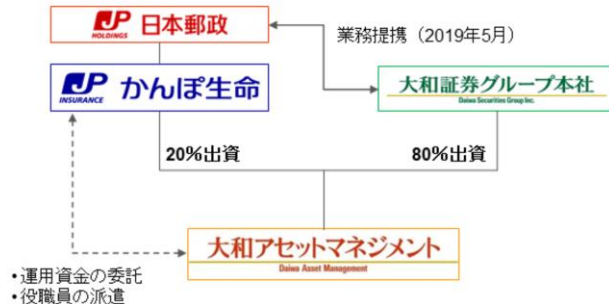 JP 日本郵政
HOLDINGS
業務提携（2019年5月）
JP かんぽ生命
INSURANCE
大和証券グループ本社
Daiwa Securities Group Inc.
20%出資
80%出資
大和アセットマネジメント
Daiwa Asset Management
•運用資金の委託
•役職員の派遣